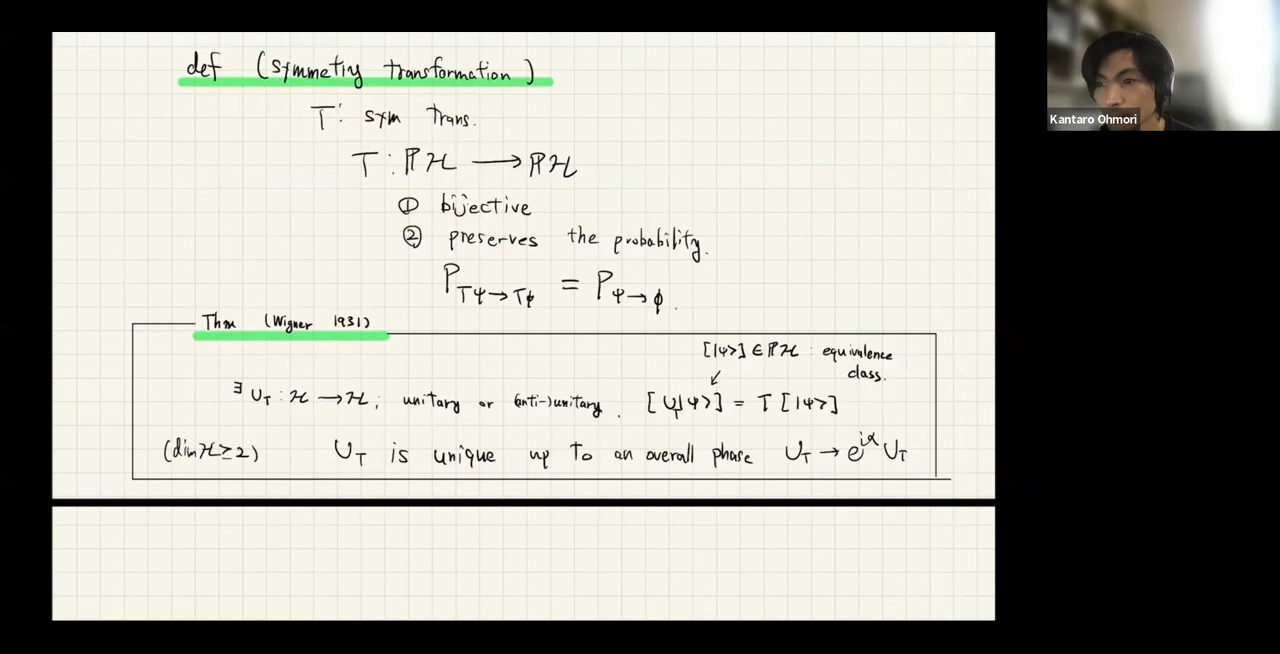 def (symmetry transformation)
T: sym trans.
T: ℙℋ ⟶ ℙℋ
① bijective
② preserves the probability.
P_{Tψ→Tϕ} = P_{ψ→ϕ}.
Thm (Wigner 1931)
[|ψ>] ∈ ℙℋ : equivalence
class.
∃ U_T : ℋ → ℋ ; unitary or (anti-)unitary. [U_T|ψ>] = T[|ψ>]
(dim ℋ ≥ 2) U_T is unique up to an overall phase U_T → e^{iα} U_T
Kantaro Ohmori